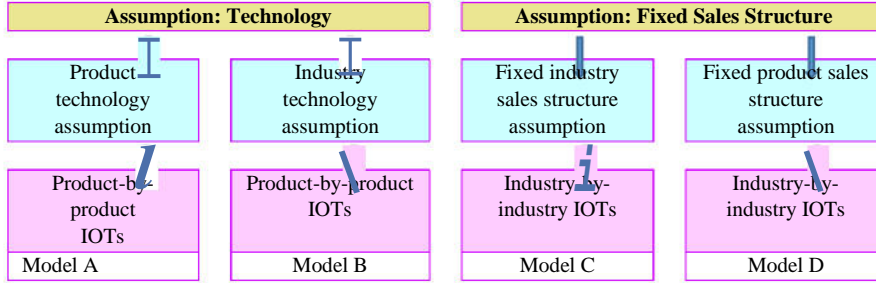 Assumption: Technology
Assumption: Fixed Sales Structure
Product
technology
assumption
Industry
technology
assumption
Fixed industry
sales structure
assumption
Fixed product sales
structure
assumption
Product-by-
product
IOTs
Product-by-product
IOTs
Industry-by-
industry IOTs
Industry-by-
industry IOTs
Model A
Model B
Model C
Model D